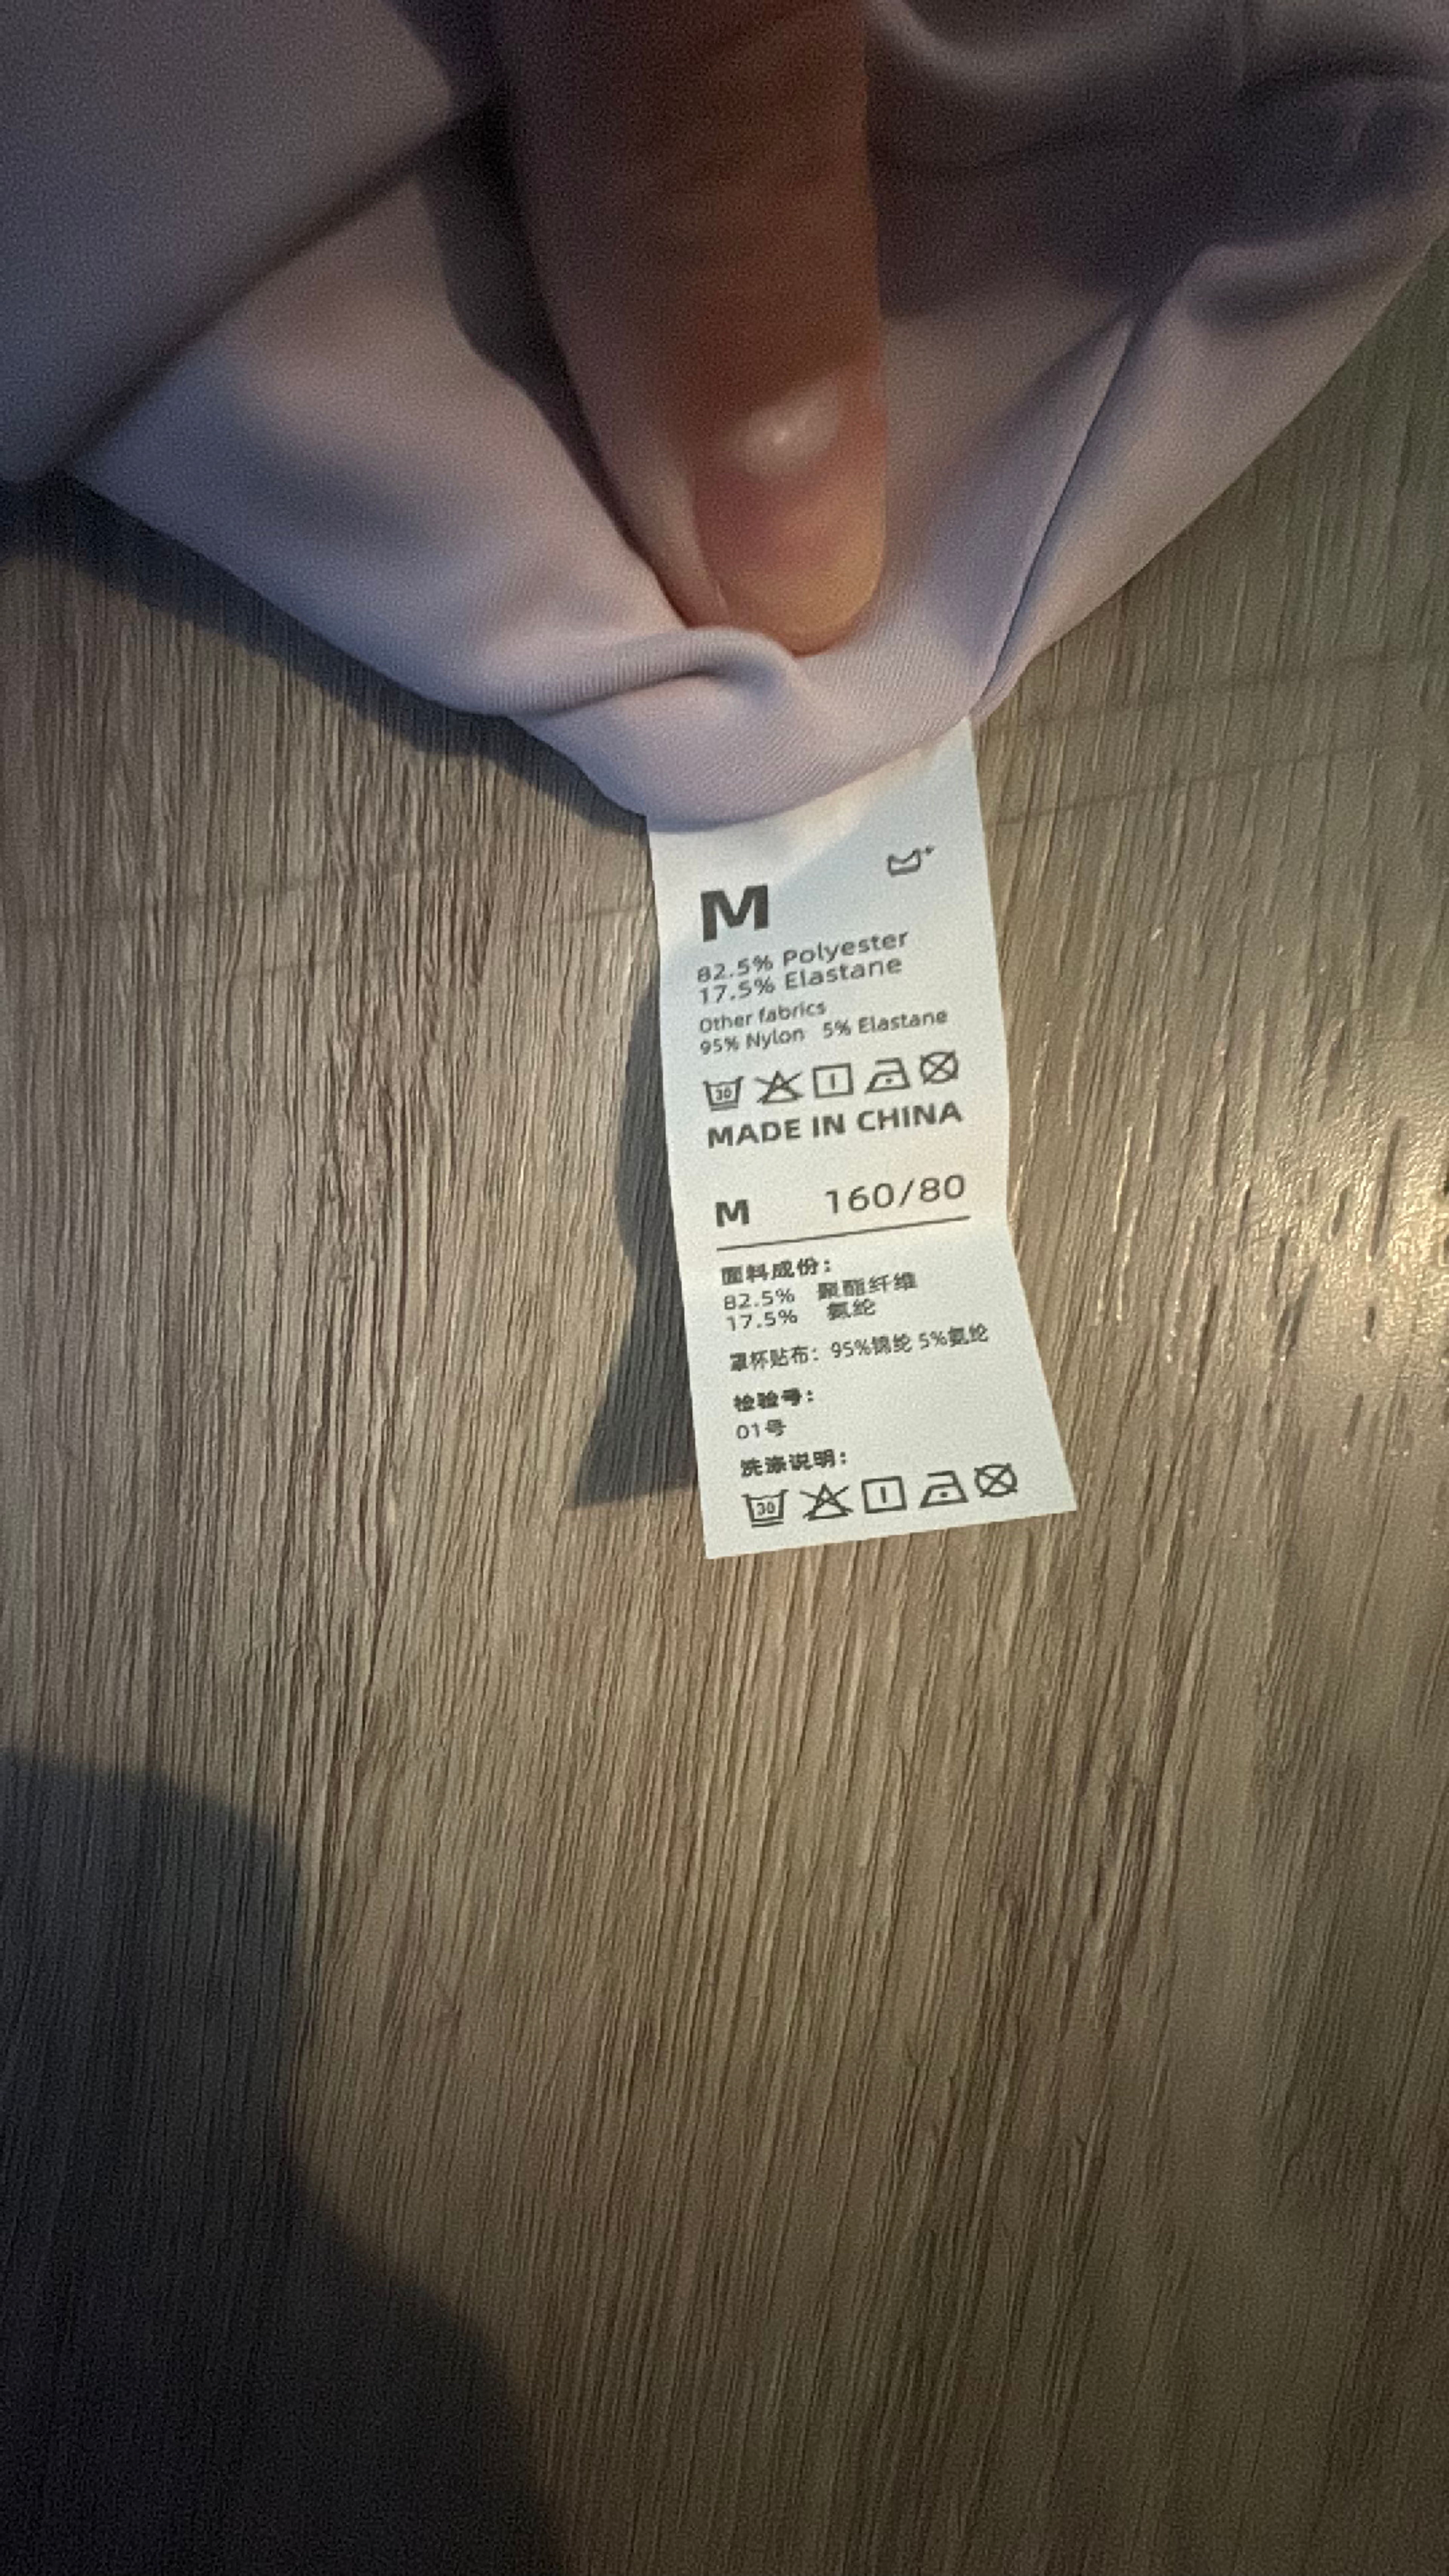 M
82.5% Polyester
17.5% Elastane
Other fabrics
95% Nylon 5% Elastane
30
MADE IN CHINA
M 160/80
面料成份：
82.5% 聚酯纤维
17.5% 氨纶
罩杯贴布：95%锦纶 5%氨纶
检验号：
01号
洗涤说明：
30